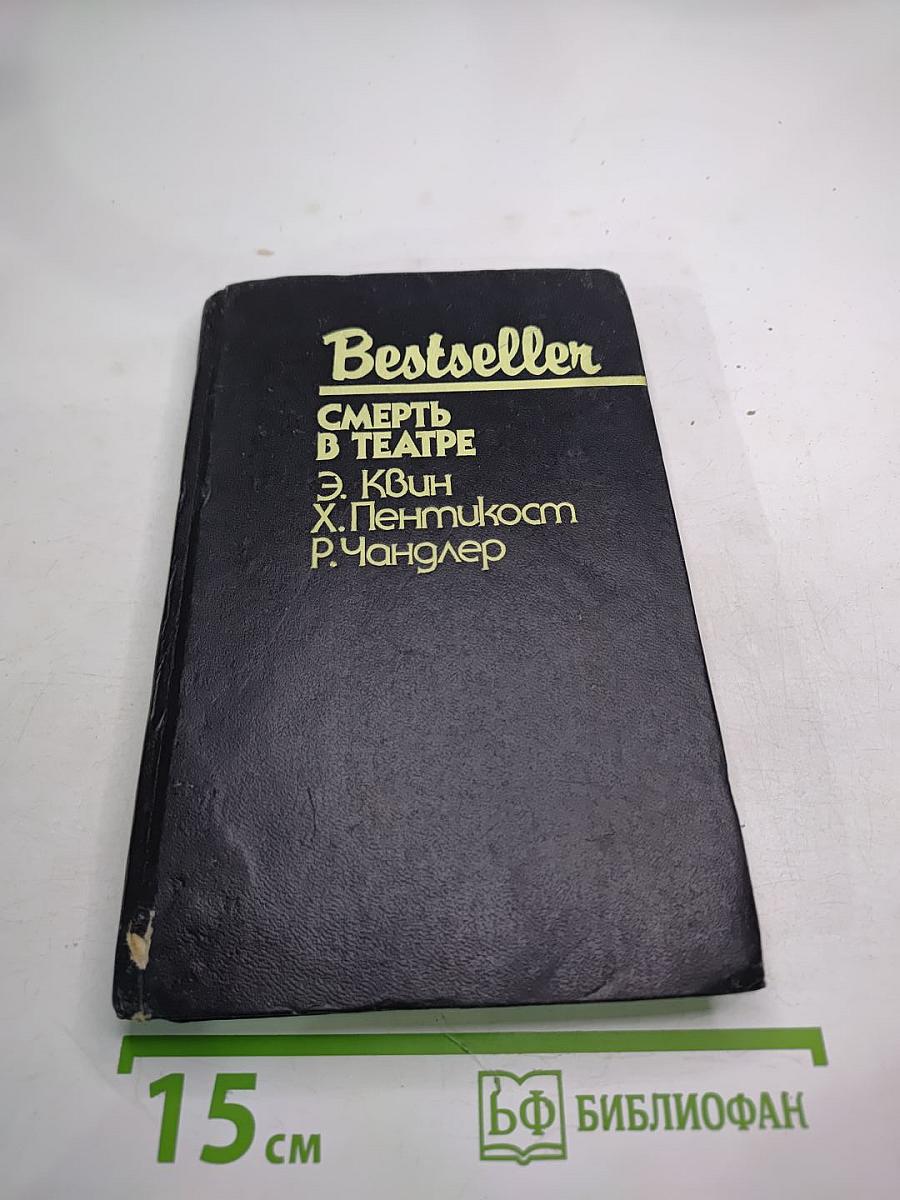 Bestseller
СМЕРТЬ
В ТЕАТРЕ
Э. Квин
Х. Пентикост
Р. Чандлер
15 см
БФ БИБЛИОФАН